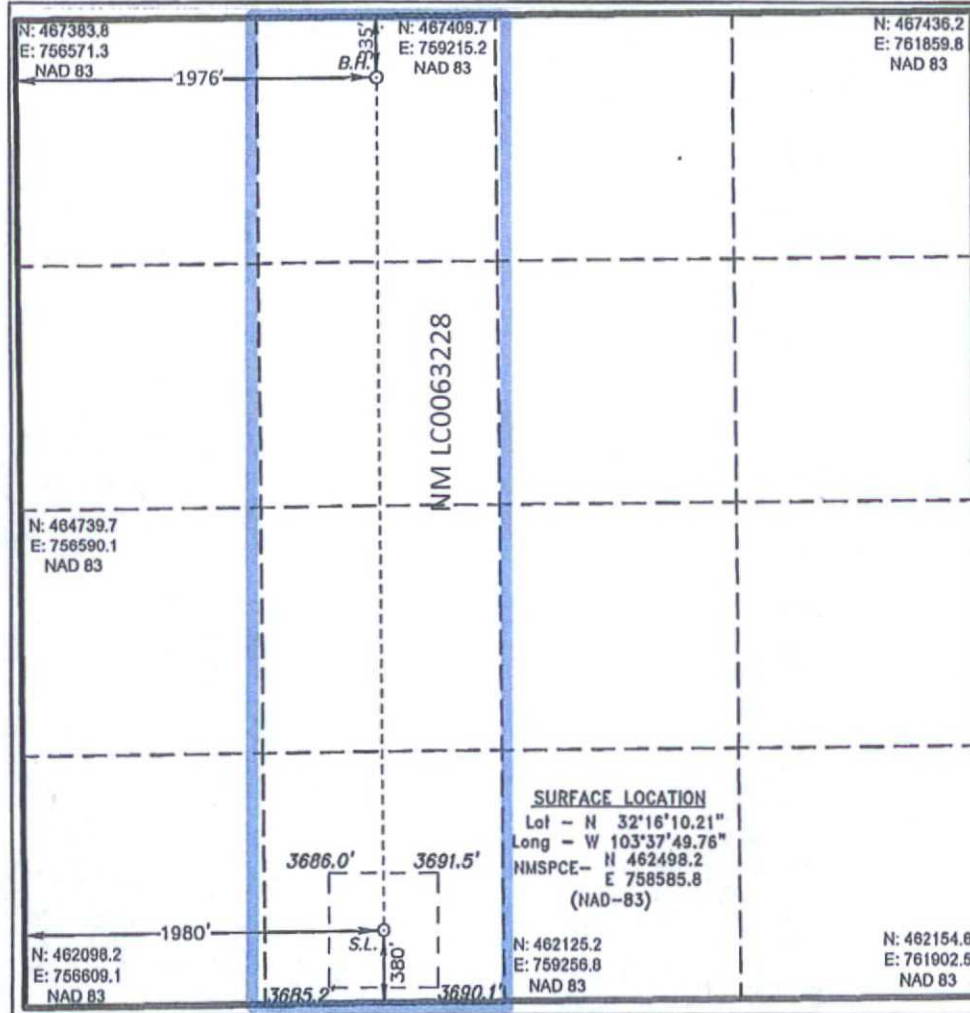 N: 467383.8
E: 756571.3
NAD 83
N: 467409.7
E: 759215.2
NAD 83
N: 467436.2
E: 761859.8
NAD 83
335'
B.H.
1976'
NM LC0063228
N: 464739.7
E: 756590.1
NAD 83
SURFACE LOCATION
Lat - N 32°16'10.21"
Long - W 103°37'49.76"
NMSPCE- N 462498.2
E 758585.8
(NAD-83)
3686.0' 3691.5'
1980'
S.L.
380'
3685.2' 3690.1'
N: 462098.2
E: 756609.1
NAD 83
N: 462125.2
E: 759256.8
NAD 83
N: 462154.6
E: 761902.5
NAD 83